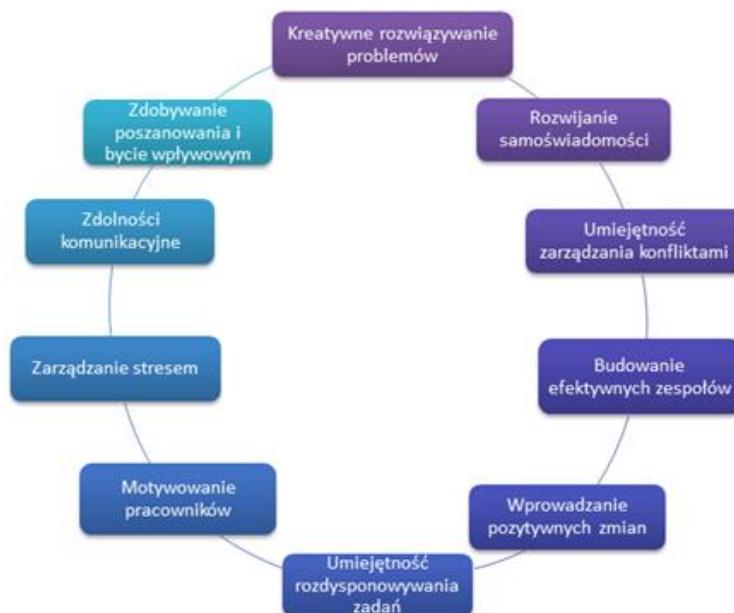 Kreatywne rozwiązywanie
problemów
Rozwijanie
samoświadomości
Umiejętność
zarządzania konfliktami
Budowanie
efektywnych zespołów
Wprowadzanie
pozytywnych zmian
Umiejętność
rozdysponowywania
zadań
Motywowanie
pracowników
Zarządzanie stresem
Zdolności
komunikacyjne
Zdobywanie
poszanowania i
bycie wpływowym